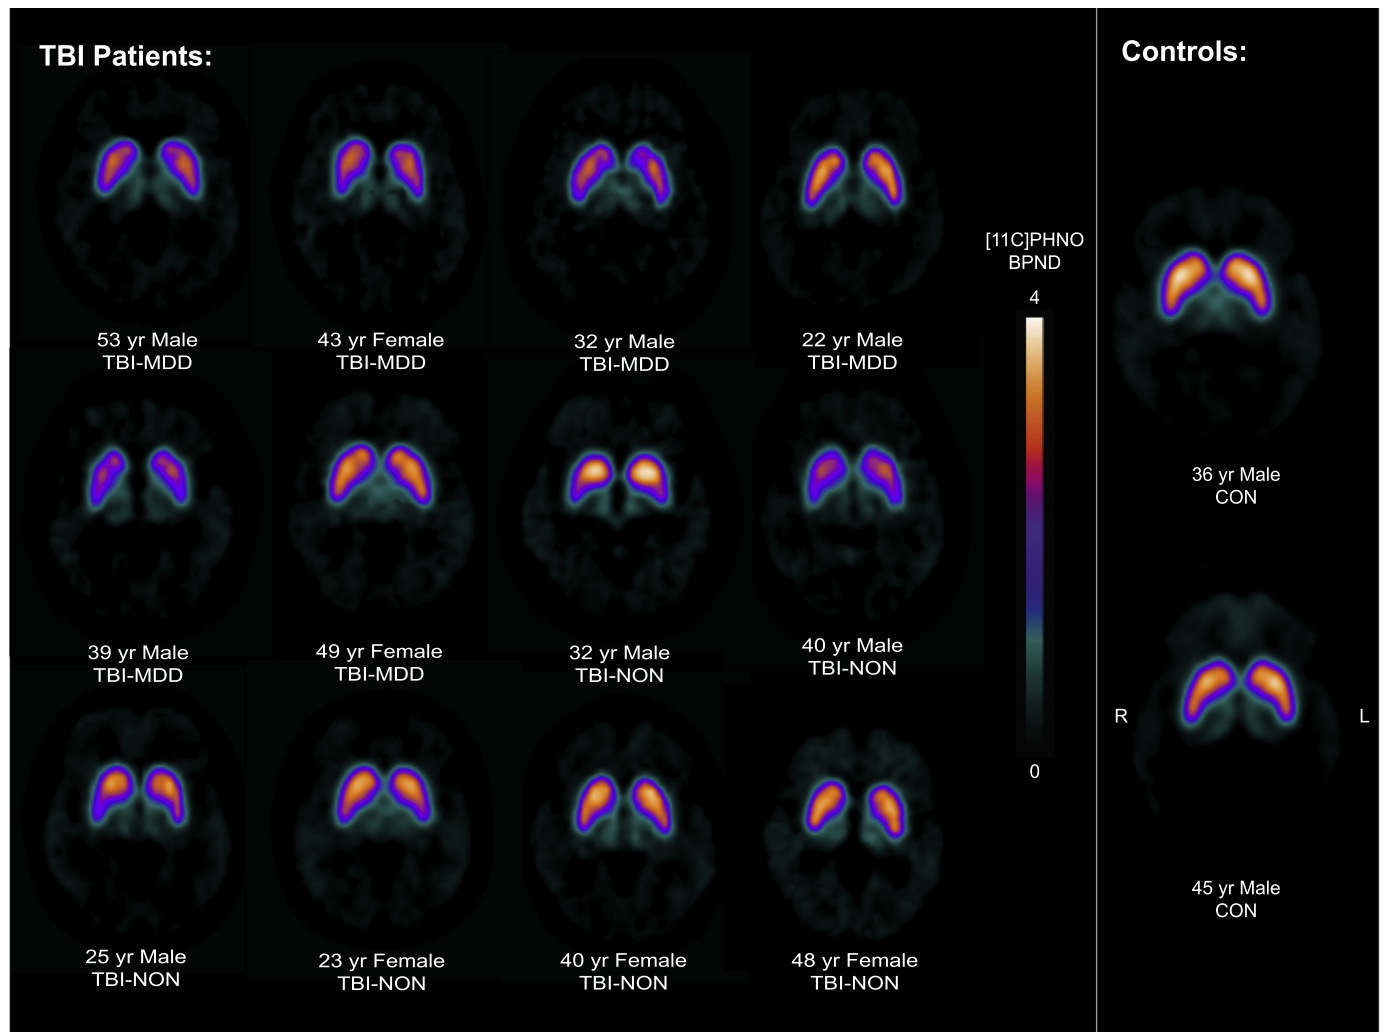 TBI Patients:
53 yr Male
TBI-MDD
43 yr Female
TBI-MDD
32 yr Male
TBI-MDD
22 yr Male
TBI-MDD
39 yr Male
TBI-MDD
49 yr Female
TBI-MDD
32 yr Male
TBI-NON
40 yr Male
TBI-NON
25 yr Male
TBI-NON
23 yr Female
TBI-NON
40 yr Female
TBI-NON
48 yr Female
TBI-NON
[11C]PHNO
BPND
4
0
Controls:
36 yr Male
CON
R
L
45 yr Male
CON